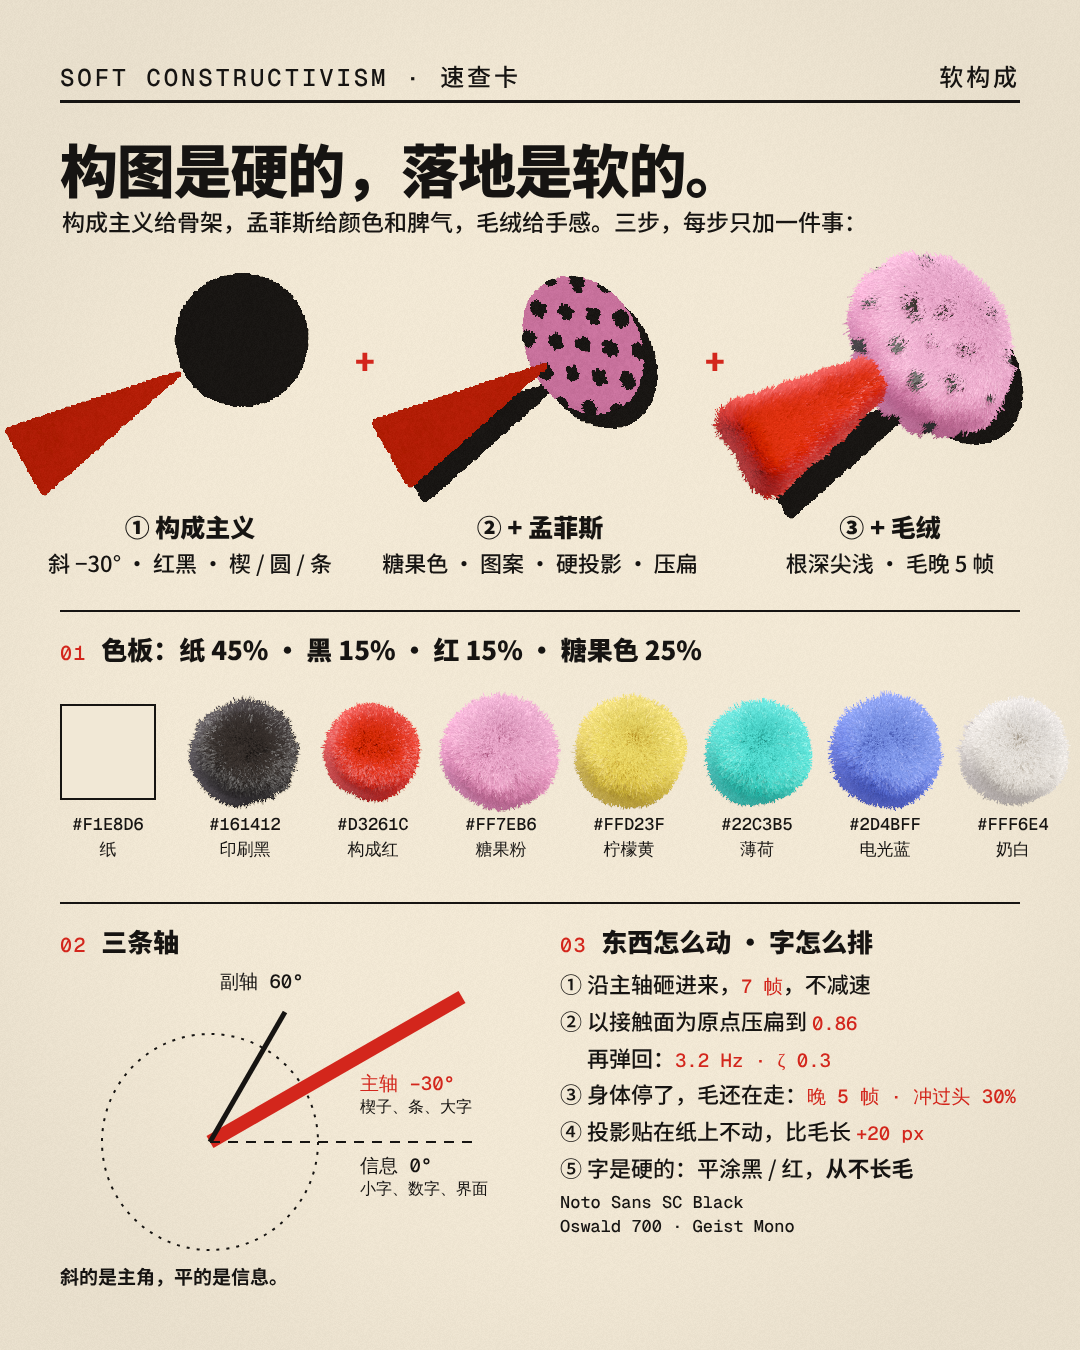 SOFT CONSTRUCTIVISM · 速查卡
软构成
构图是硬的，落地是软的。
构成主义给骨架，孟菲斯给颜色和脾气，毛绒给手感。三步，每步只加一件事：
+
+
① 构成主义
斜 −30° · 红黑 · 楔 / 圆 / 条
② + 孟菲斯
糖果色 · 图案 · 硬投影 · 压扁
③ + 毛绒
根深尖浅 · 毛晚 5 帧
01 色板：纸 45% · 黑 15% · 红 15% · 糖果色 25%
#F1E8D6
纸
#161412
印刷黑
#D3261C
构成红
#FF7EB6
糖果粉
#FFD23F
柠檬黄
#22C3B5
薄荷
#2D4BFF
电光蓝
#FFF6E4
奶白
02 三条轴
副轴 60°
主轴 −30°
楔子、条、大字
信息 0°
小字、数字、界面
斜的是主角，平的是信息。
03 东西怎么动 · 字怎么排
① 沿主轴砸进来，7 帧，不减速
② 以接触面为原点压扁到 0.86
再弹回：3.2 Hz · ζ 0.3
③ 身体停了，毛还在走：晚 5 帧 · 冲过头 30%
④ 投影贴在纸上不动，比毛长 +20 px
⑤ 字是硬的：平涂黑 / 红，从不长毛
Noto Sans SC Black
Oswald 700 · Geist Mono